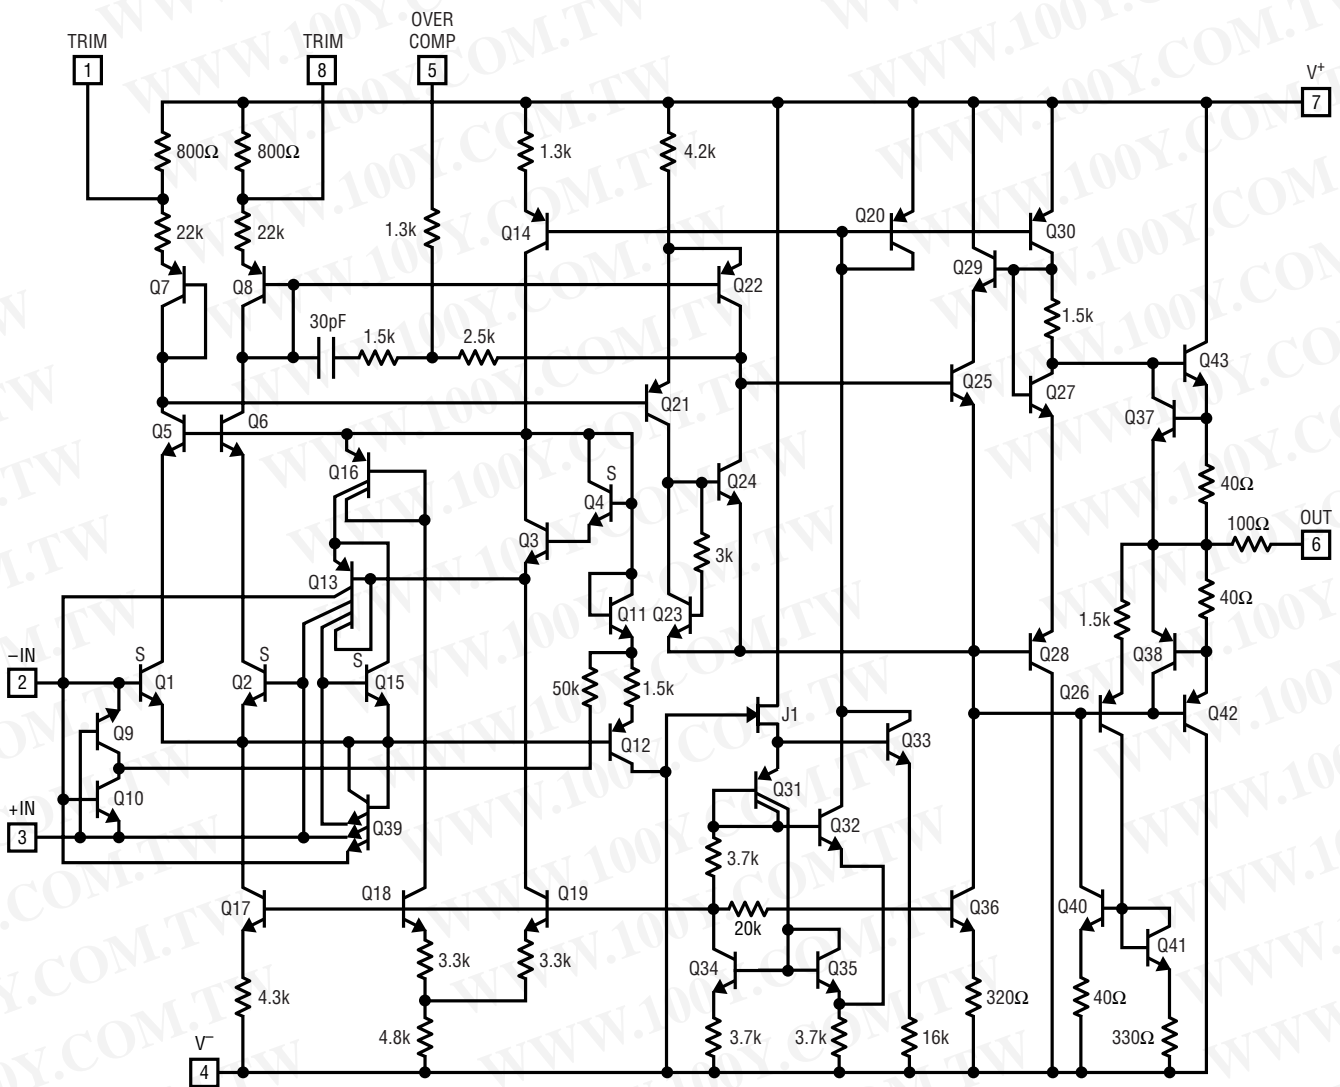 OVER
TRIM TRIM COMP
1 8 5
V+
7
800Ω 800Ω 1.3k 4.2k
22k 22k 1.3k Q14 Q20 Q30
Q7 Q8 Q22 Q29
30pF 1.5k 2.5k 1.5k
Q43
Q21 Q25 Q27 Q37
Q5 Q6
Q16 S Q4 Q24 40Ω
100Ω OUT
6
Q3 3k
Q13 40Ω
Q11 Q23 1.5k
–IN
2
S Q1 S Q2 S Q15 50k 1.5k Q28 Q38
Q26 Q42
J1
Q9 Q12 Q33
Q31
Q10
+IN
3
Q39 Q32
3.7k
Q17 Q18 Q19 20k Q36 Q40
Q41
3.3k 3.3k Q34 Q35
4.3k 320Ω 40Ω
4.8k 3.7k 3.7k 16k 330Ω
V–
4
WWW.100Y.COM.TW